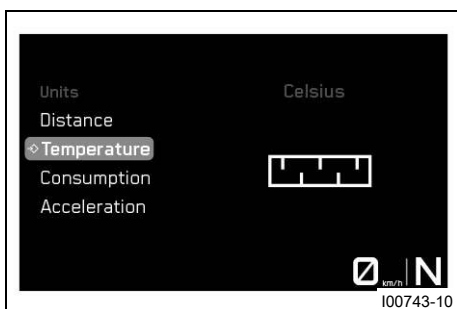 Units
Celsius
Distance
Temperature
Consumption
Acceleration
0 km/h N
I00743-10